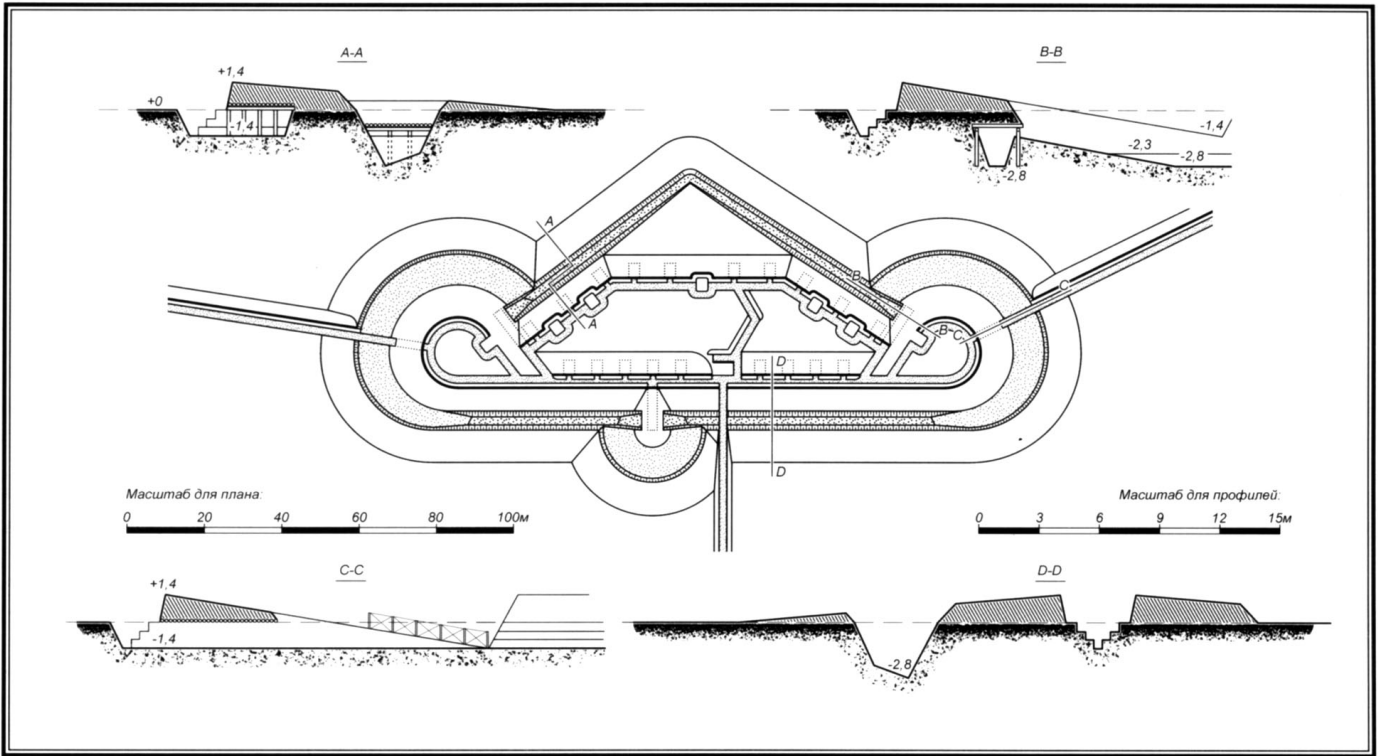 A-A
+1,4
+0
-1,4
B-B
-1,4
-2,3
-2,8
-2,8
A
A
B
B-C
C
D
D
Масштаб для плана:
0 20 40 60 80 100м
Масштаб для профилей:
0 3 6 9 12 15м
C-C
+1,4
-1,4
D-D
-2,8